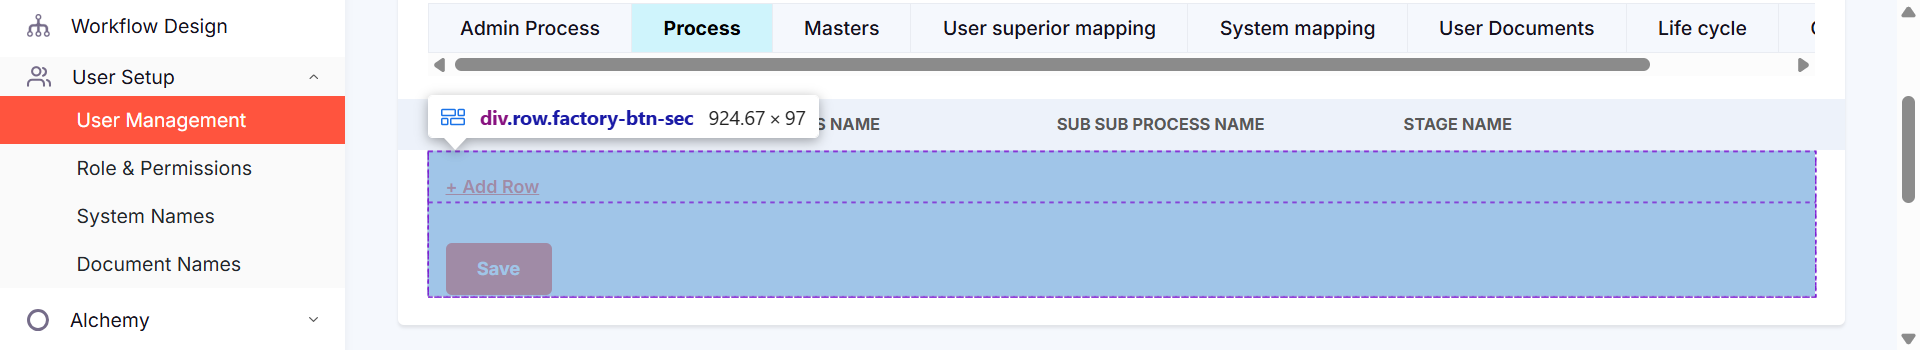 Workflow Design
User Setup
User Management
Role & Permissions
System Names
Document Names
Alchemy
Admin Process
Process
Masters
User superior mapping
System mapping
User Documents
Life cycle
div.row.factory-btn-sec 924.67 × 97
S NAME
SUB SUB PROCESS NAME
STAGE NAME
+ Add Row
Save